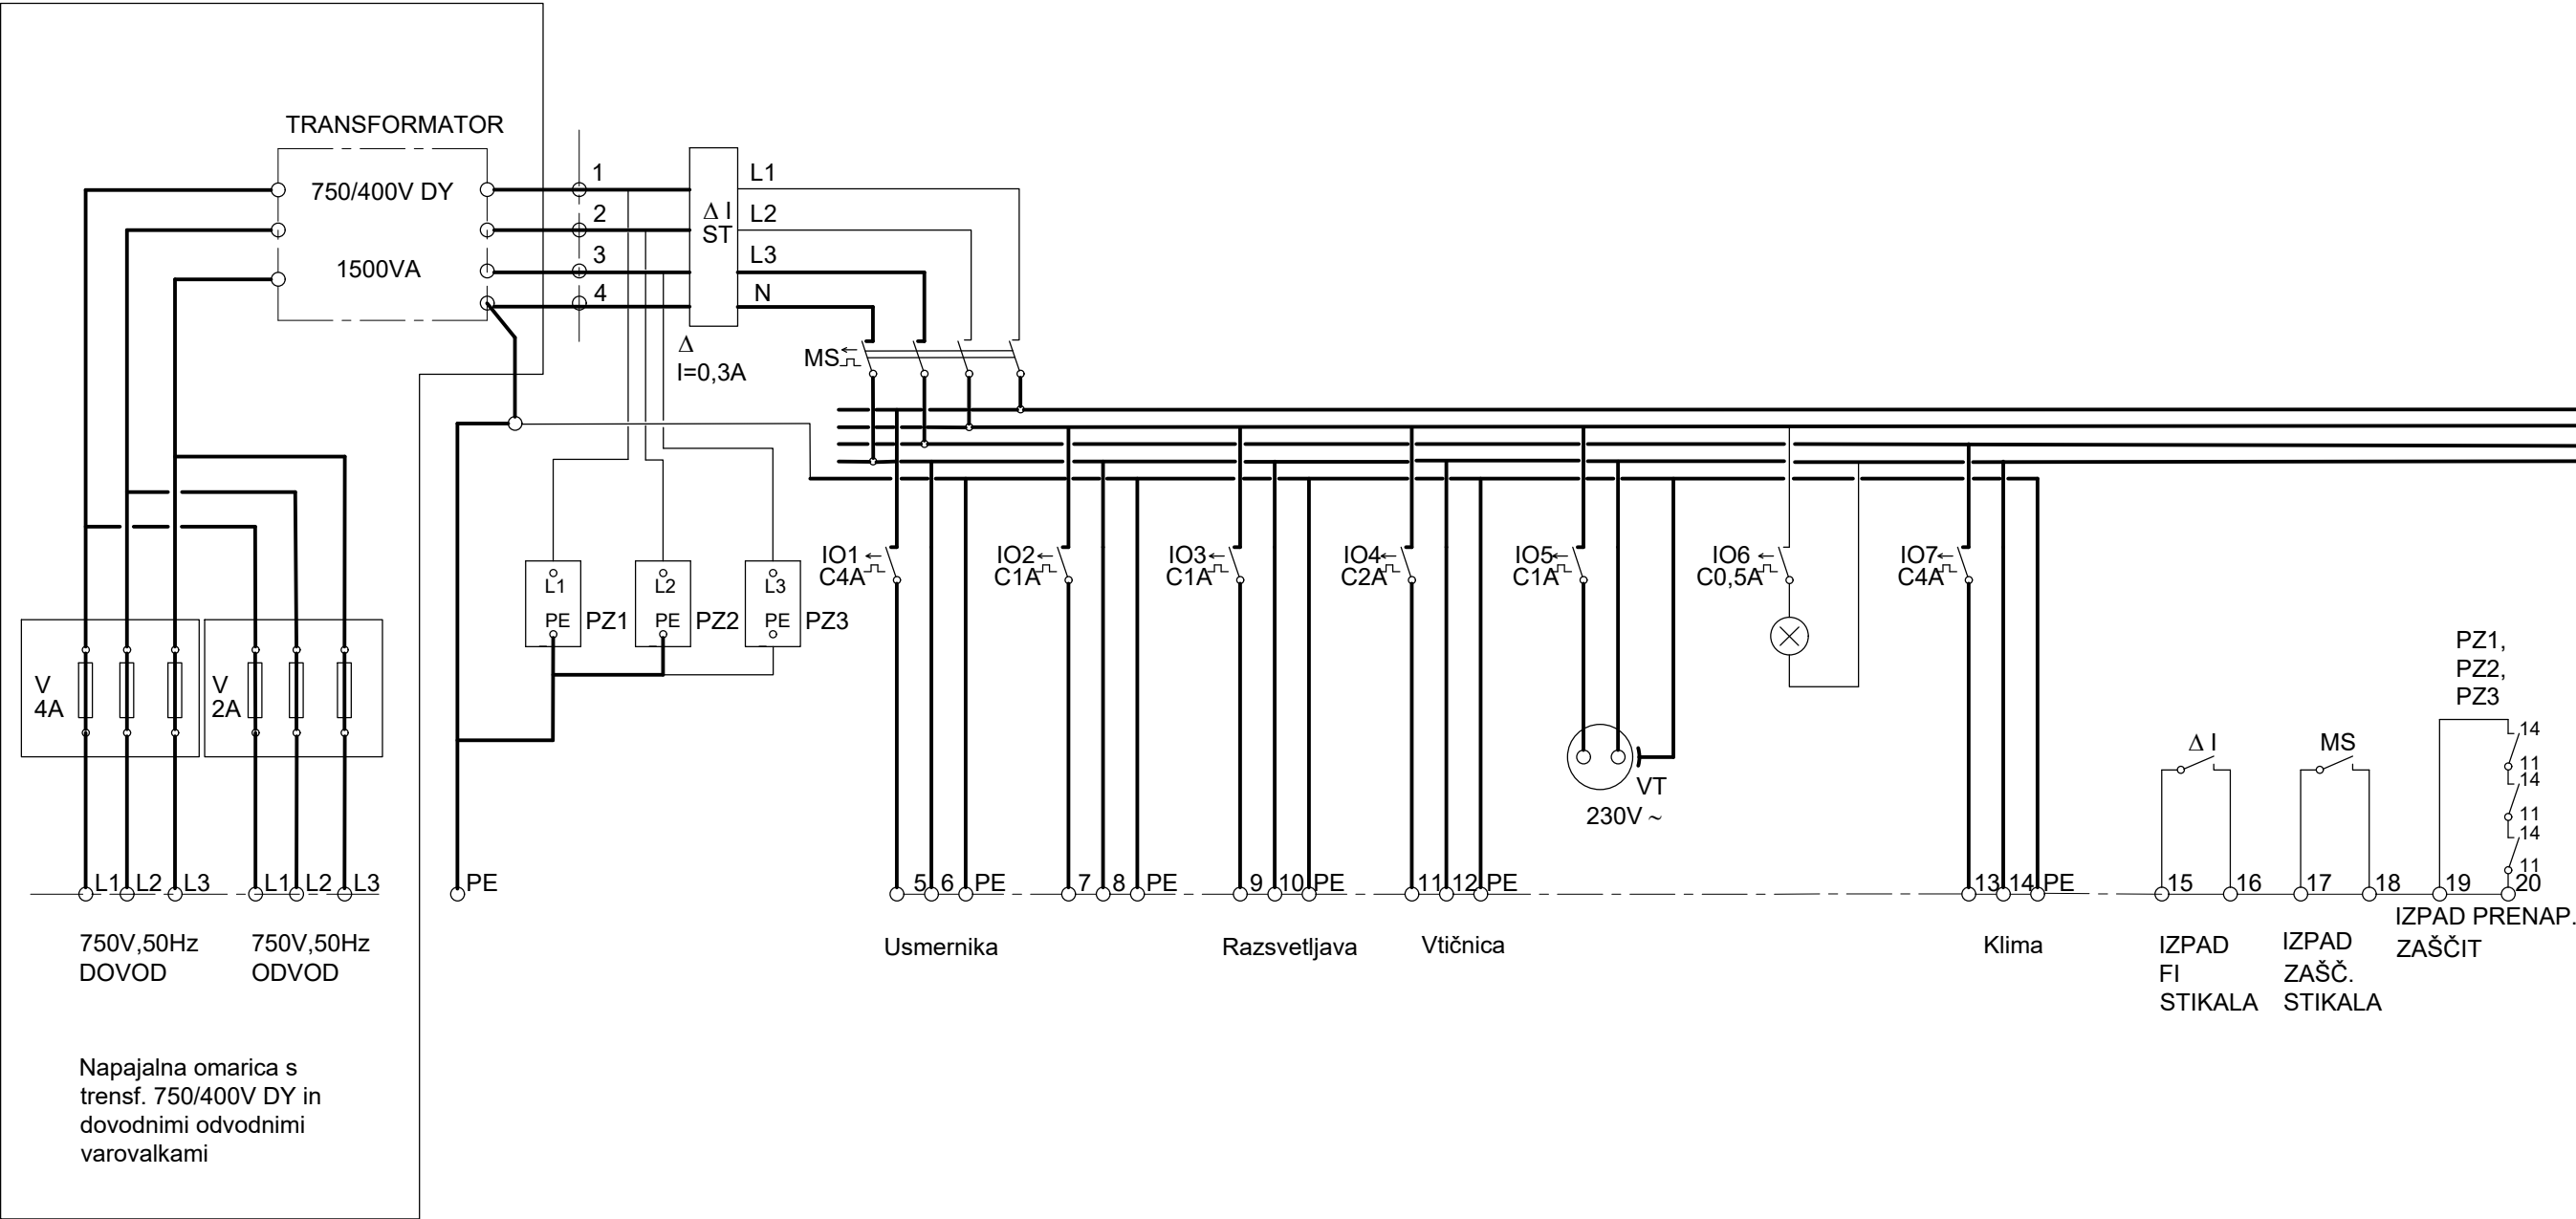 TRANSFORMATOR
750/400V DY
1500VA
1
2
3
4
Δ I
ST
L1
L2
L3
N
Δ
I=0,3A
MS
L1
PE
PZ1
L2
PE
PZ2
L3
PE
PZ3
IO1
C4A
IO2
C1A
IO3
C1A
IO4
C2A
IO5
C1A
IO6
C0,5A
IO7
C4A
V
4A
V
2A
VT
230V ~
Δ I
MS
PZ1,
PZ2,
PZ3
14
11
14
11
14
11
L1 L2 L3 L1 L2 L3 PE 5 6 PE 7 8 PE 9 10 PE 11 12 PE 13 14 PE 15 16 17 18 19 20
750V,50Hz
DOVOD
750V,50Hz
ODVOD
Usmernika
Razsvetljava
Vtičnica
Klima
IZPAD
FI
STIKALA
IZPAD
ZAŠČ.
STIKALA
IZPAD PRENAP.
ZAŠČIT
Napajalna omarica s
trensf. 750/400V DY in
dovodnimi odvodnimi
varovalkami